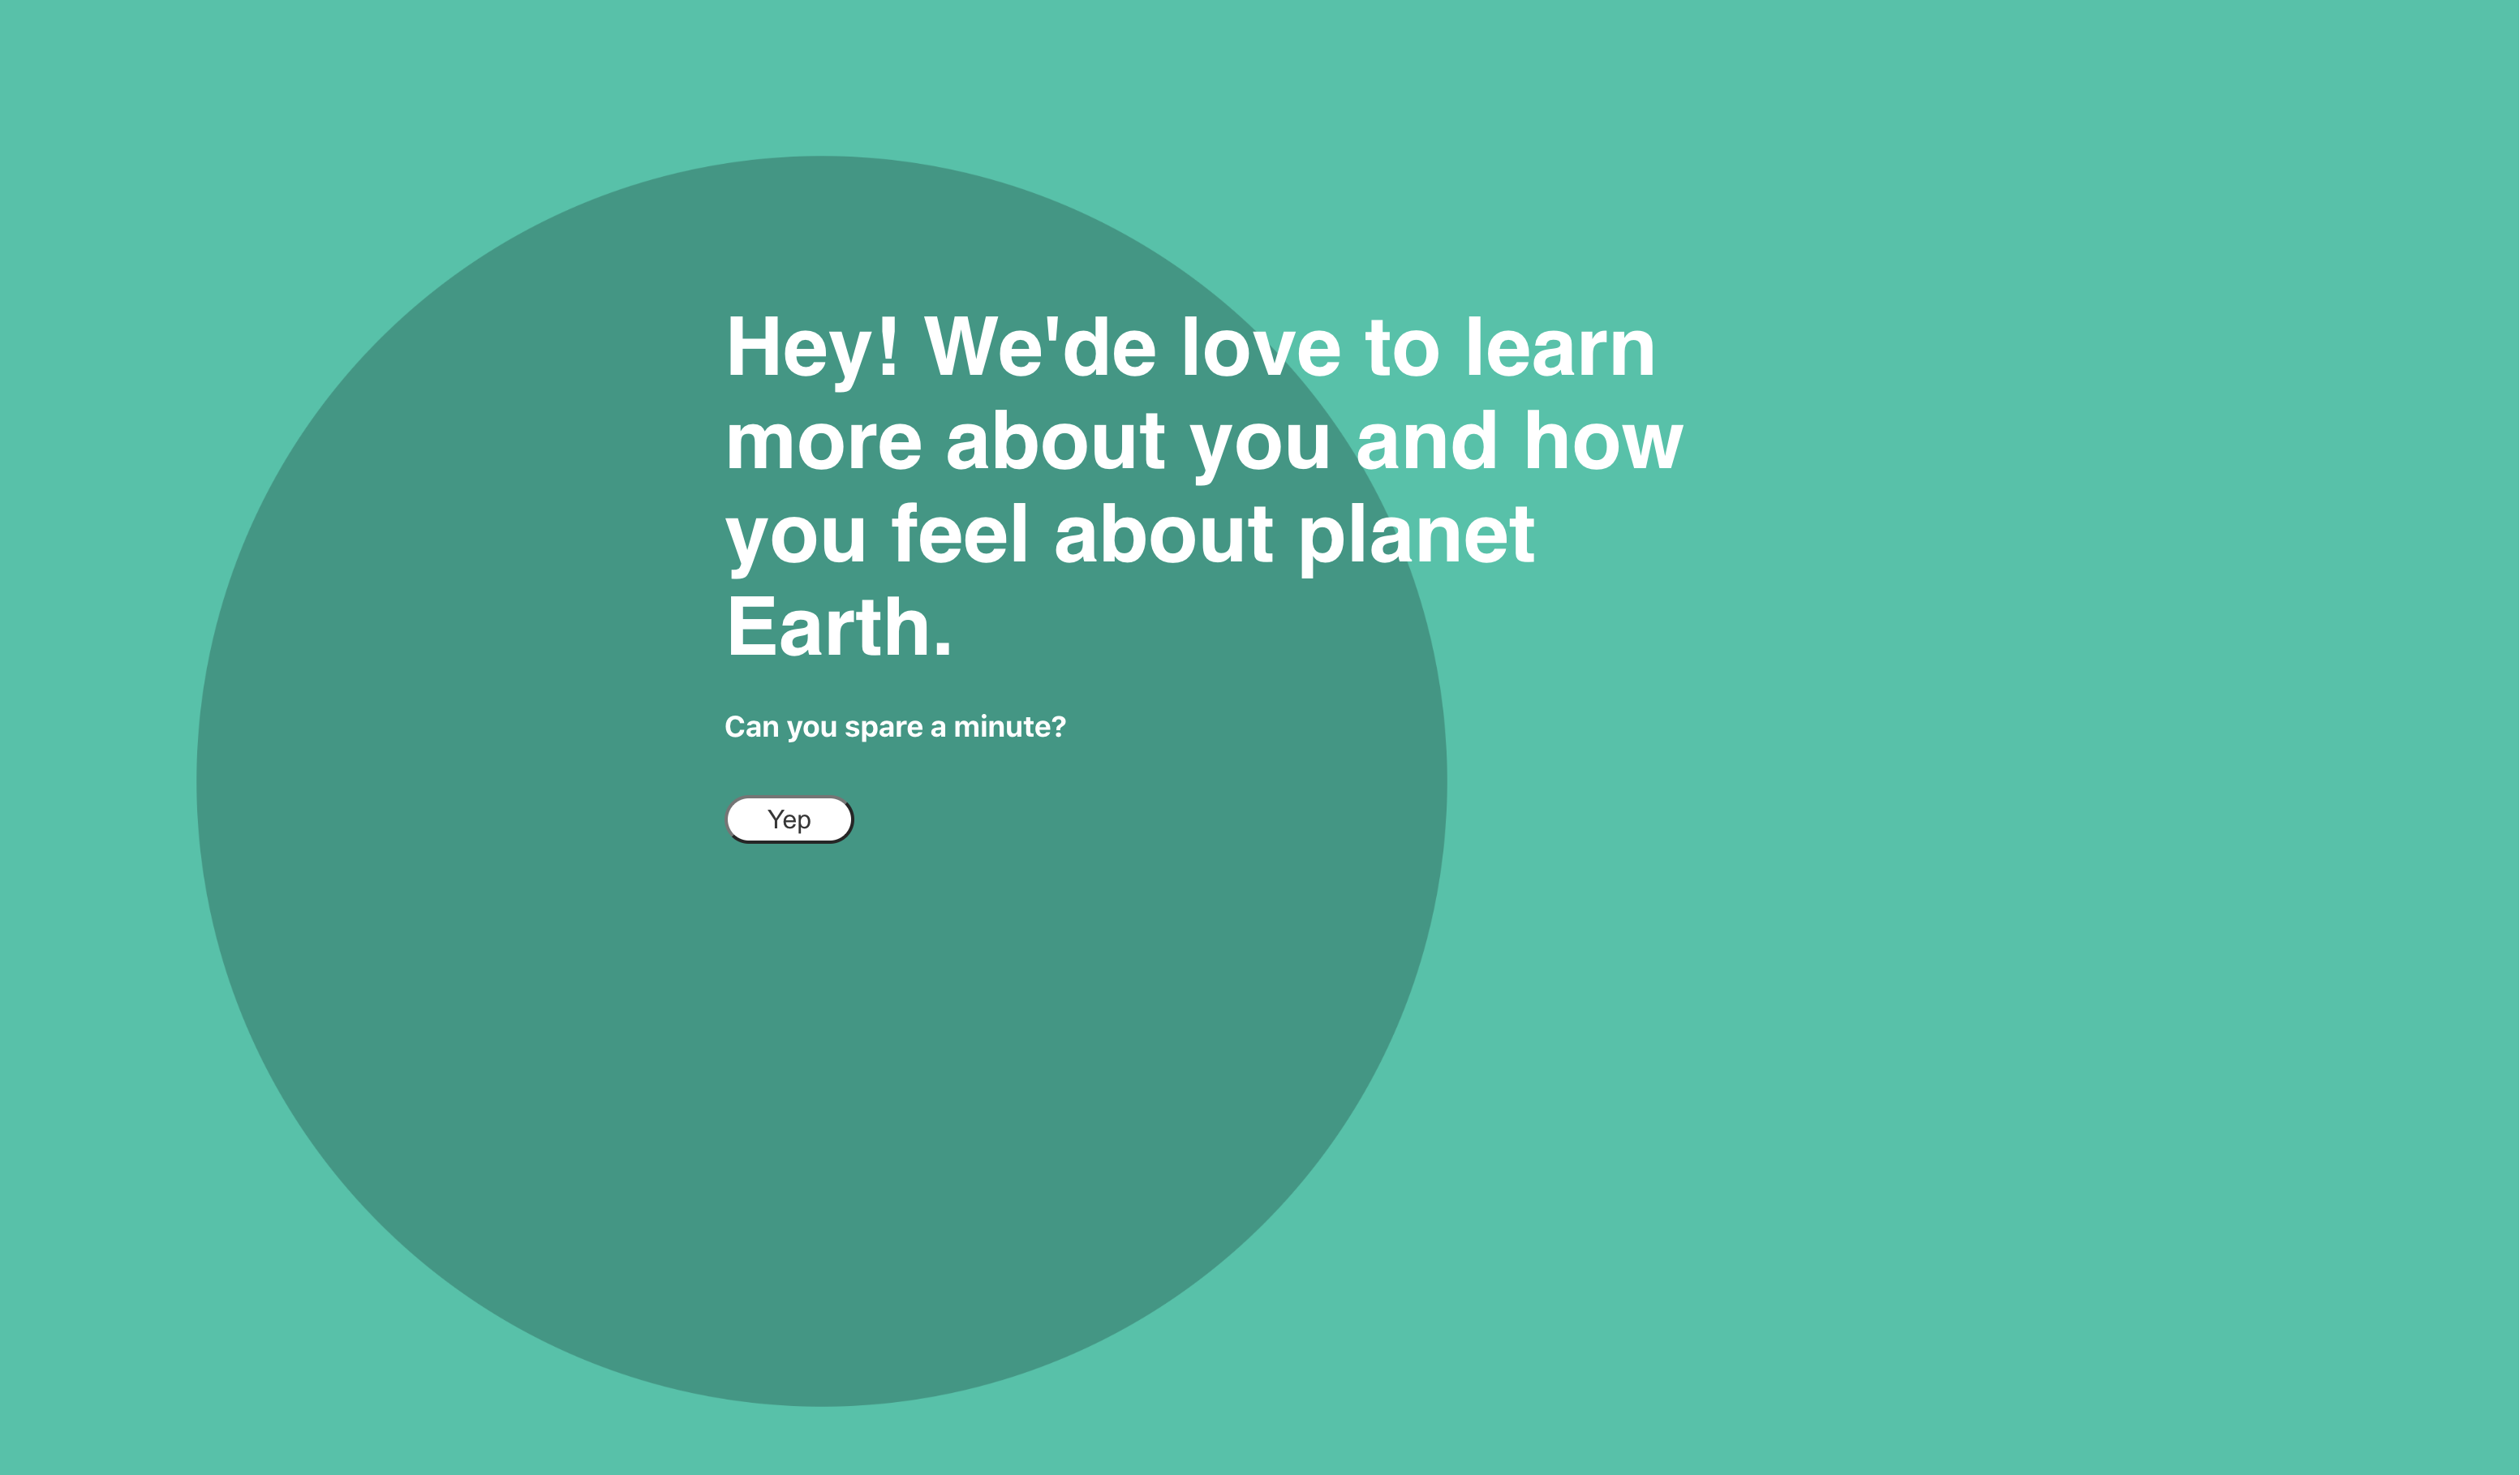 Hey! We'de love to learn
more about you and how
you feel about planet
Earth.
Can you spare a minute?
Yep